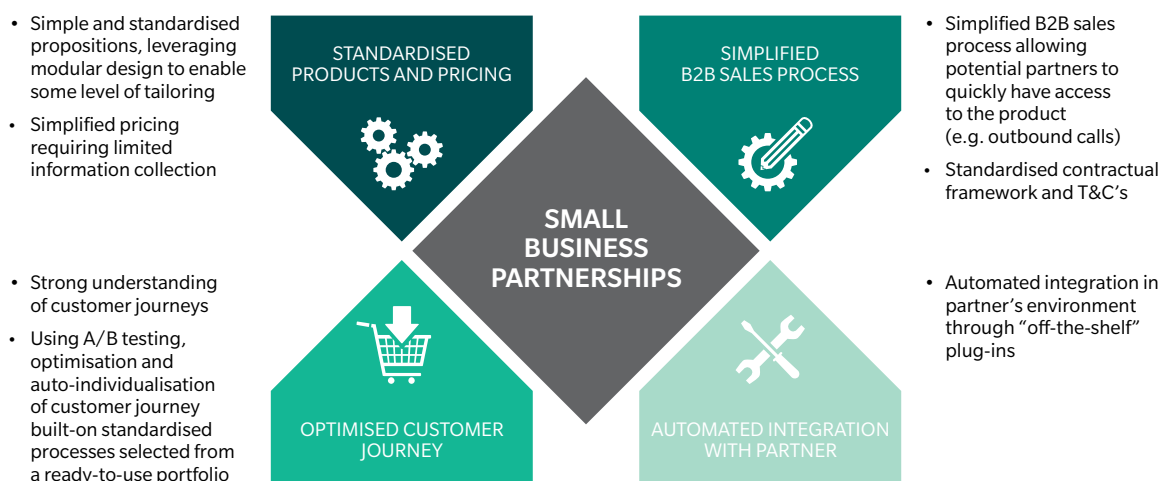 • Simple and standardised
propositions, leveraging
modular design to enable
some level of tailoring
• Simplified pricing
requiring limited
information collection
STANDARDISED
PRODUCTS AND PRICING
SIMPLIFIED
B2B SALES PROCESS
• Simplified B2B sales
process allowing
potential partners to
quickly have access
to the product
(e.g. outbound calls)
• Standardised contractual
framework and T&C's
SMALL
BUSINESS
PARTNERSHIPS
• Strong understanding
of customer journeys
• Using A/B testing,
optimisation and
auto-individualisation
of customer journey
built-on standardised
processes selected from
a ready-to-use portfolio
OPTIMISED CUSTOMER
JOURNEY
AUTOMATED INTEGRATION
WITH PARTNER
• Automated integration in
partner's environment
through “off-the-shelf”
plug-ins